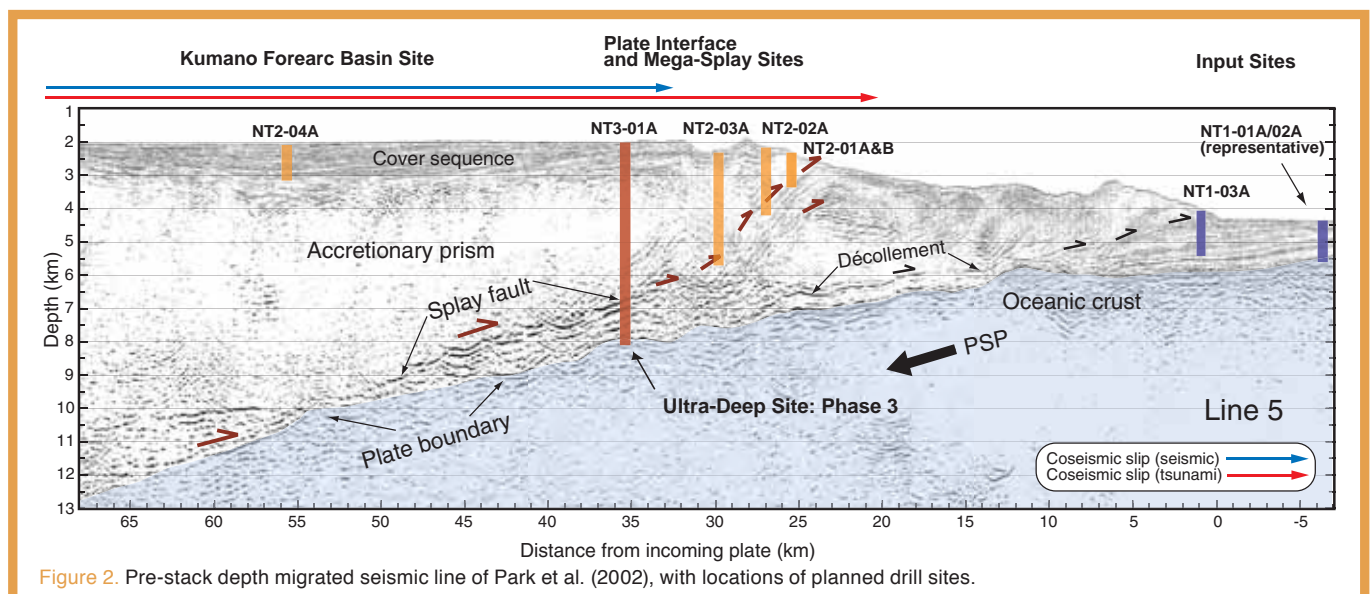 Kumano Forearc Basin Site
Plate Interface
and Mega-Splay Sites
Input Sites
NT2-04A
NT3-01A
NT2-03A
NT2-02A
NT2-01A&B
NT1-01A/02A
(representative)
NT1-03A
Cover sequence
Accretionary prism
Splay fault
Décollement
Oceanic crust
PSP
Plate boundary
Ultra-Deep Site: Phase 3
Line 5
Coseismic slip (seismic)
Coseismic slip (tsunami)
Depth (km)
1
2
3
4
5
6
7
8
9
10
11
12
13
65 60 55 50 45 40 35 30 25 20 15 10 5 0 -5
Distance from incoming plate (km)
Figure 2. Pre-stack depth migrated seismic line of Park et al. (2002), with locations of planned drill sites.